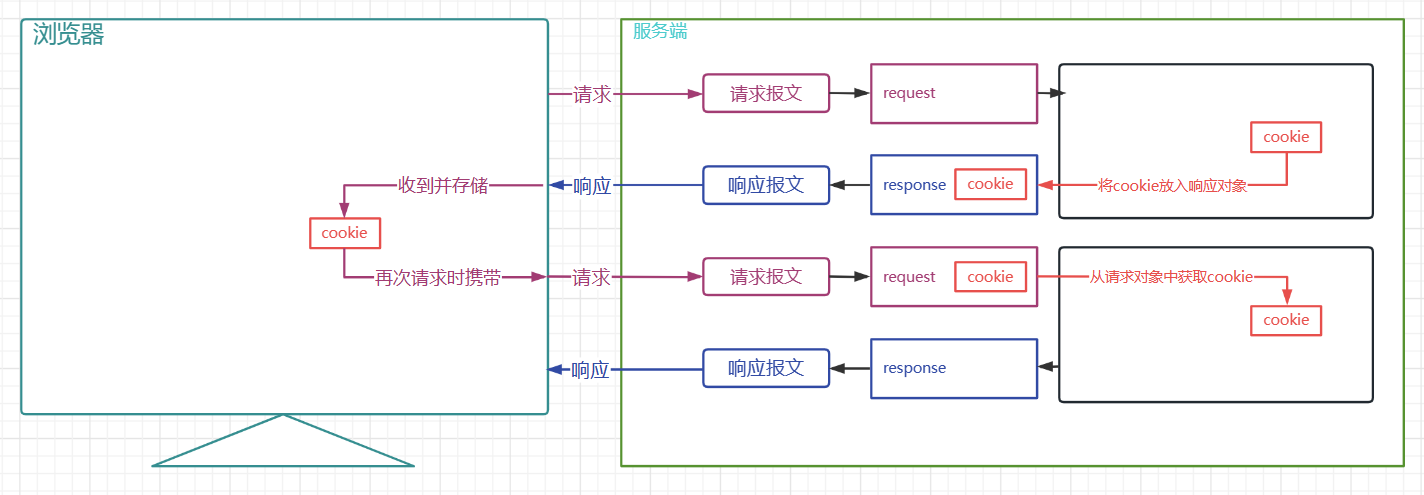 浏览器
服务端
请求
请求报文
request
cookie
收到并存储
响应
响应报文
response
cookie
将cookie放入响应对象
cookie
再次请求时携带
请求
请求报文
request
cookie
从请求对象中获取cookie
cookie
响应
响应报文
response